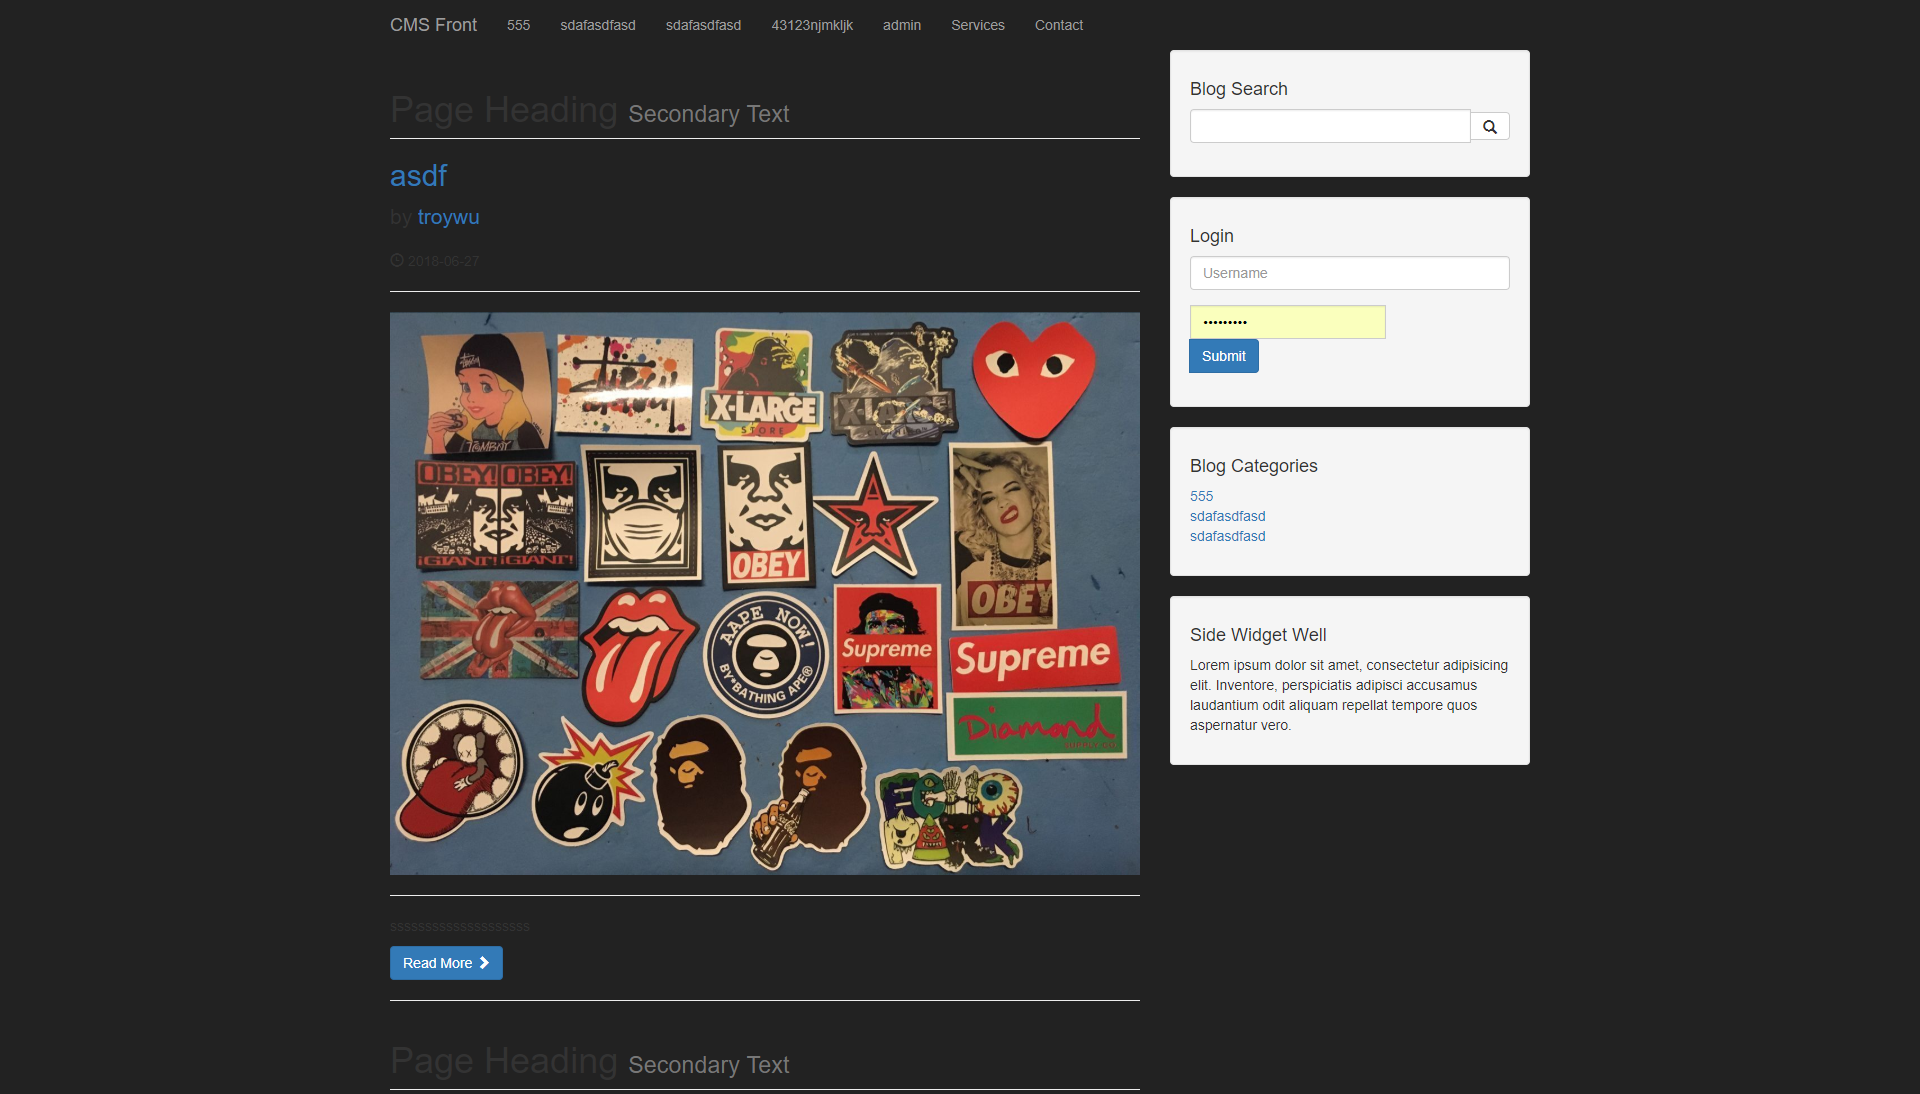 CMS Front 555 sdafasdfasd sdafasdfasd 43123njmkljk admin Services Contact
Page Heading Secondary Text
asdf
by troywu
2018-06-27
TOMBOY
X-LARGE
STORE
X-LARGE
OBEY! OBEY!
¡GIANT! ¡GIANT!
OBEY
OBEY
AAPE NOW!
BY*BATHING APE®
Supreme
Supreme
Diamond
SUPPLY CO
ssssssssssssssssssss
Read More
Page Heading Secondary Text
Blog Search
Login
Username
•••••••••
Submit
Blog Categories
555
sdafasdfasd
sdafasdfasd
Side Widget Well
Lorem ipsum dolor sit amet, consectetur adipisicing
elit. Inventore, perspiciatis adipisci accusamus
laudantium odit aliquam repellat tempore quos
aspernatur vero.